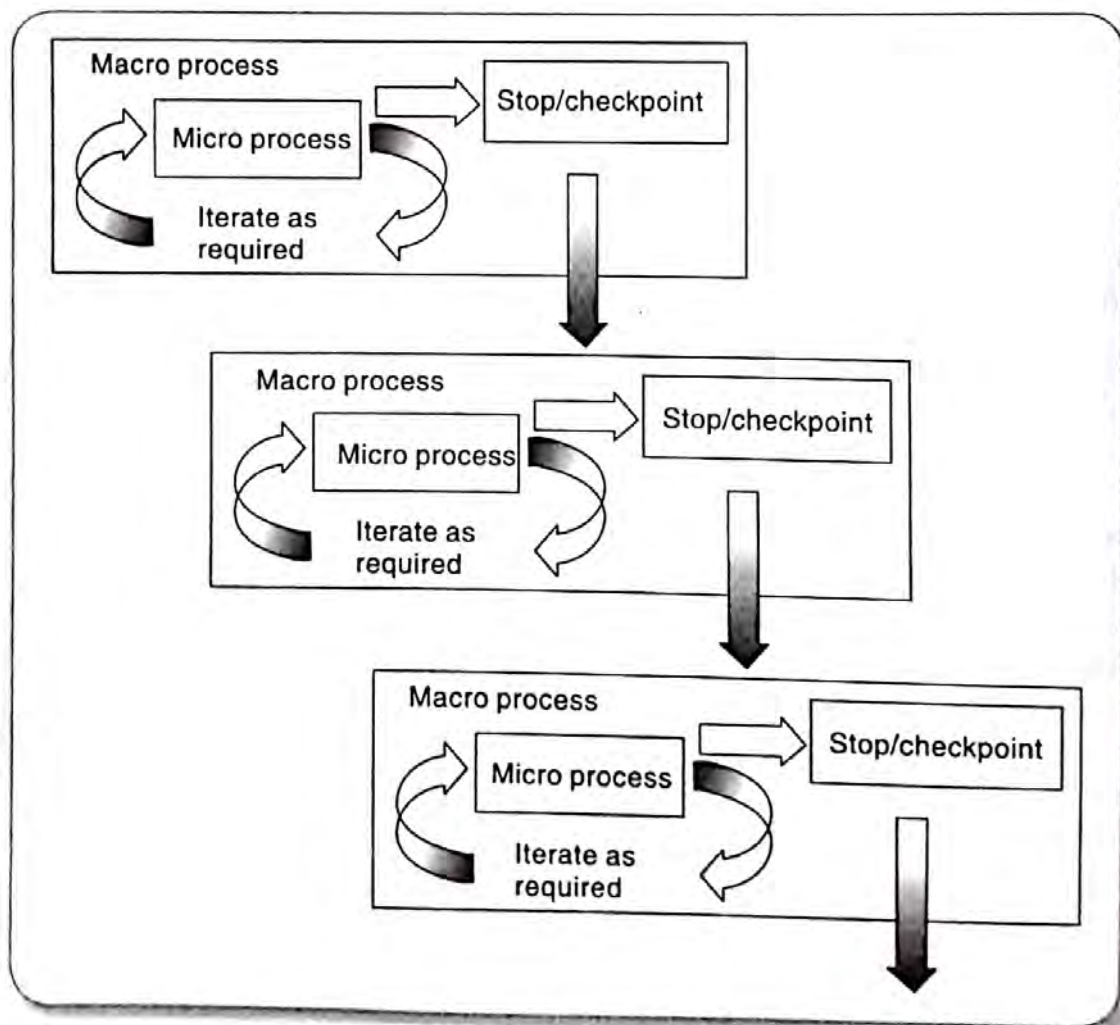 Macro process
Stop/checkpoint
Micro process
Iterate as
required
Macro process
Stop/checkpoint
Micro process
Iterate as
required
Macro process
Stop/checkpoint
Micro process
Iterate as
required